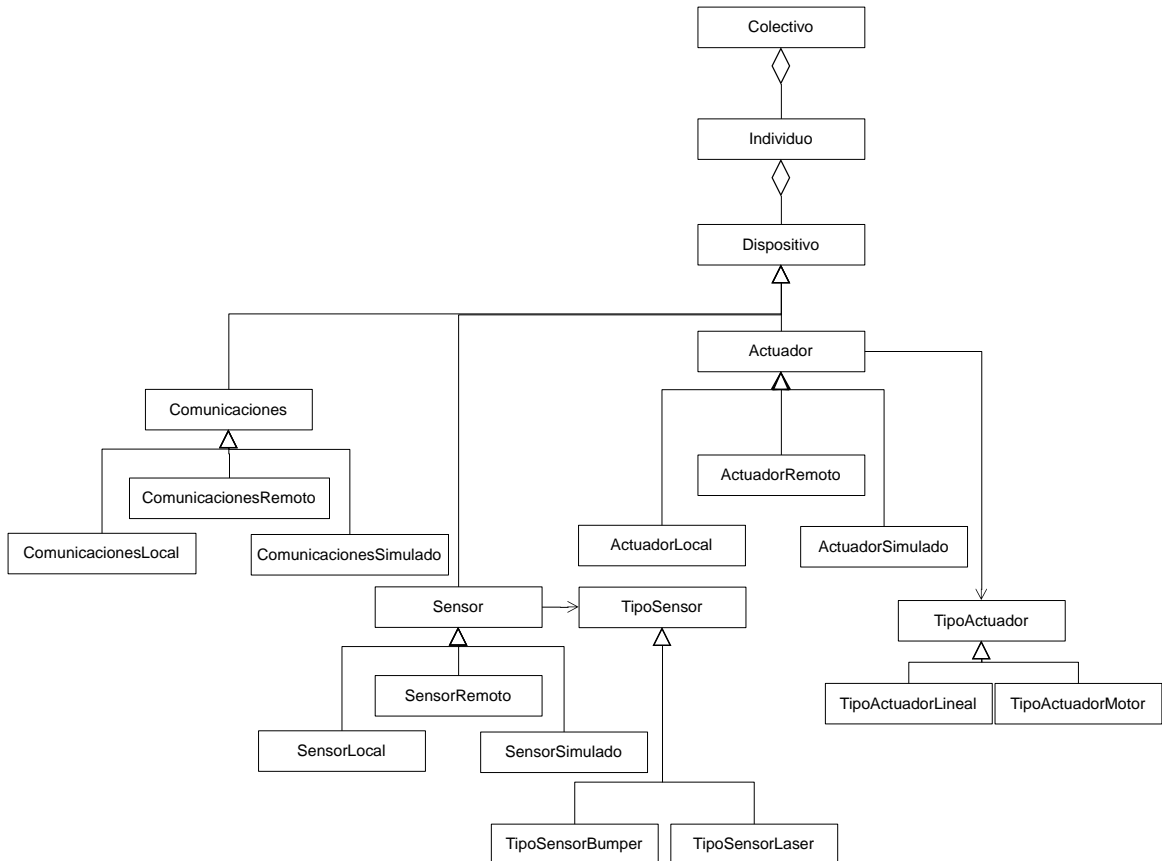 Colectivo
Individuo
Dispositivo
Actuador
Comunicaciones
ActuadorRemoto
ComunicacionesRemoto
ActuadorLocal
ActuadorSimulado
ComunicacionesLocal
ComunicacionesSimulado
Sensor
TipoSensor
TipoActuador
SensorRemoto
TipoActuadorLineal
TipoActuadorMotor
SensorLocal
SensorSimulado
TipoSensorBumper
TipoSensorLaser